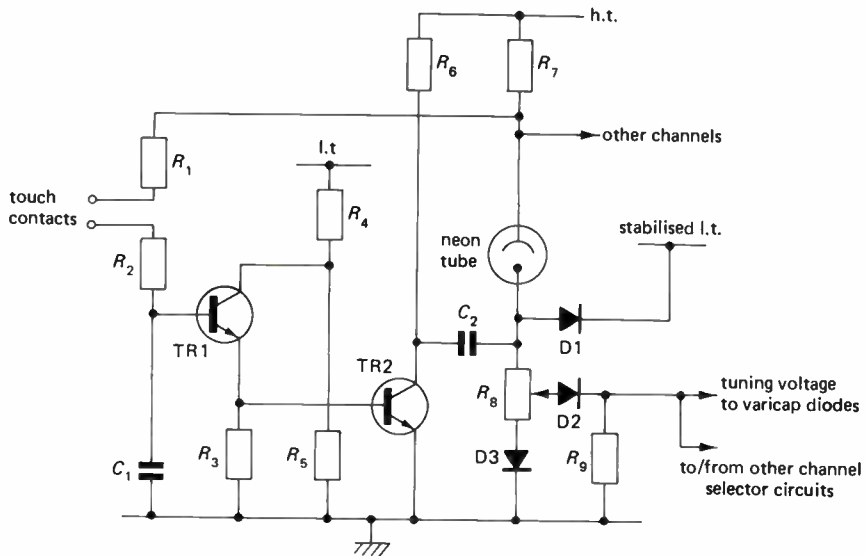 h.t.
R6
R7
other channels
R1
l.t
touch
contacts
R4
stabilised l.t.
neon
tube
R2
C2
D1
TR1
TR2
tuning voltage
to varicap diodes
R8
D2
C1
R3
R5
D3
R9
to/from other channel
selector circuits